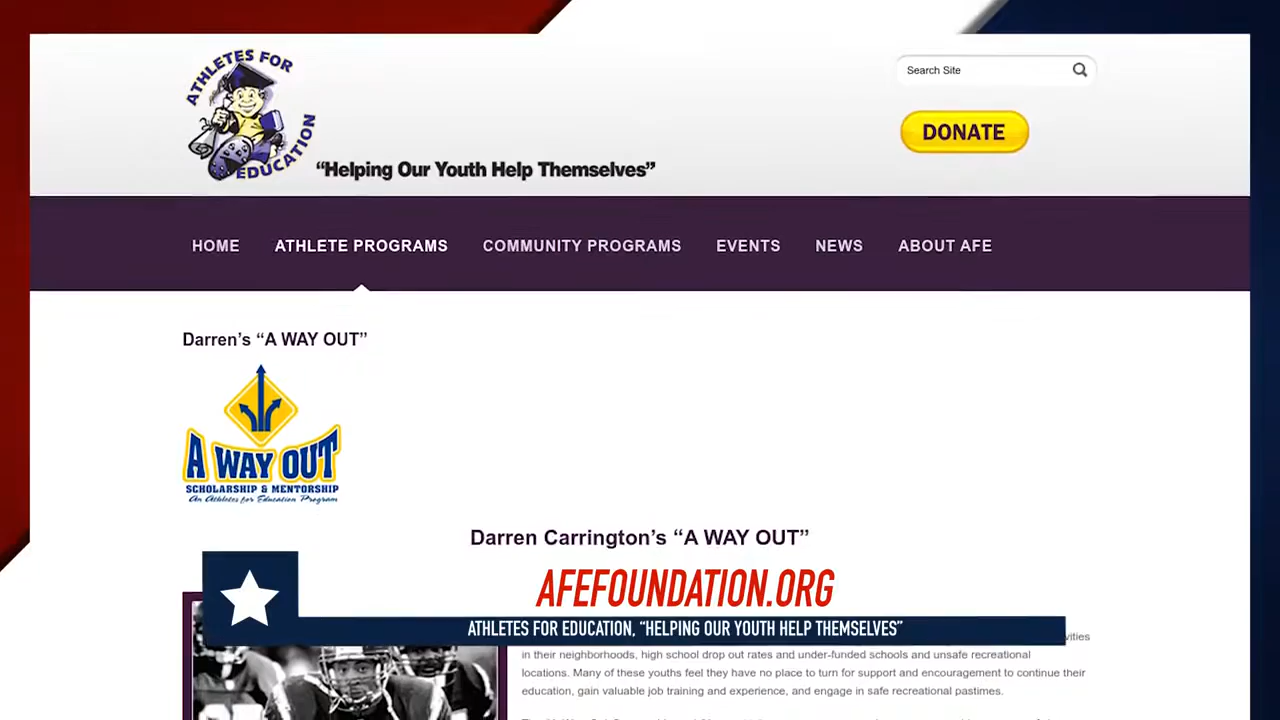 ATHLETES FOR
EDUCATION
“Helping Our Youth Help Themselves”
Search Site
DONATE
HOME ATHLETE PROGRAMS COMMUNITY PROGRAMS EVENTS NEWS ABOUT AFE
Darren’s “A WAY OUT”
A WAY OUT
SCHOLARSHIP & MENTORSHIP
An Athletes for Education Program
Darren Carrington’s “A WAY OUT”
AFEFOUNDATION.ORG
ATHLETES FOR EDUCATION, “HELPING OUR YOUTH HELP THEMSELVES”
in their neighborhoods, high school drop out rates and under-funded schools and unsafe recreational
locations. Many of these youths feel they have no place to turn for support and encouragement to continue their
education, gain valuable job training and experience, and engage in safe recreational pastimes.